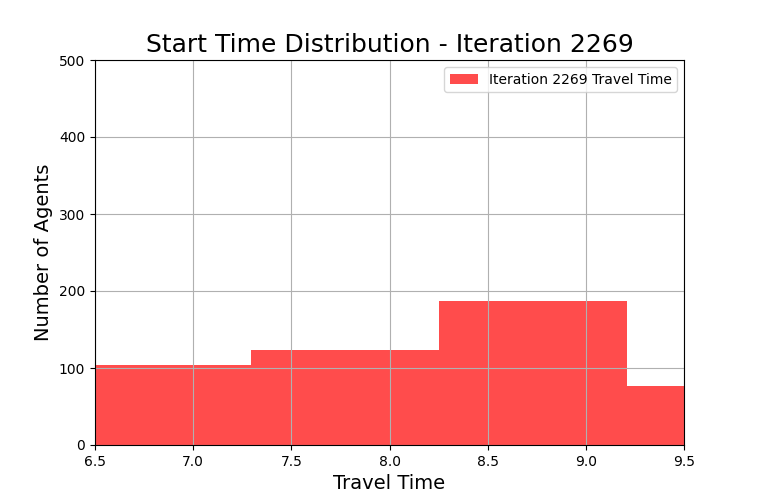 Start Time Distribution - Iteration 2269
Iteration 2269 Travel Time
Number of Agents
500
400
300
200
100
0
6.5 7.0 7.5 8.0 8.5 9.0 9.5
Travel Time